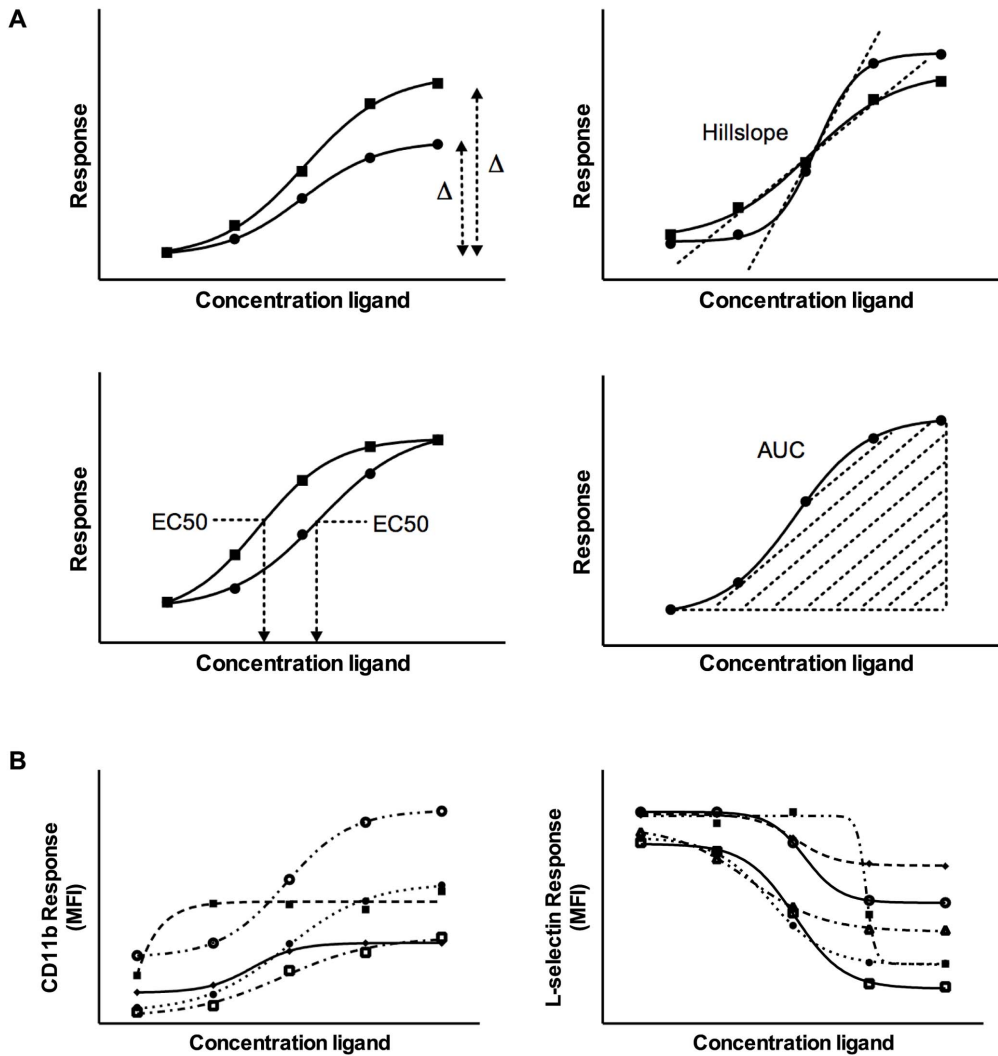 A
Response
Δ
Δ
Concentration ligand
Response
Hillslope
Concentration ligand
Response
EC50
EC50
Concentration ligand
Response
AUC
Concentration ligand
B
CD11b Response
(MFI)
Concentration ligand
L-selectin Response
(MFI)
Concentration ligand